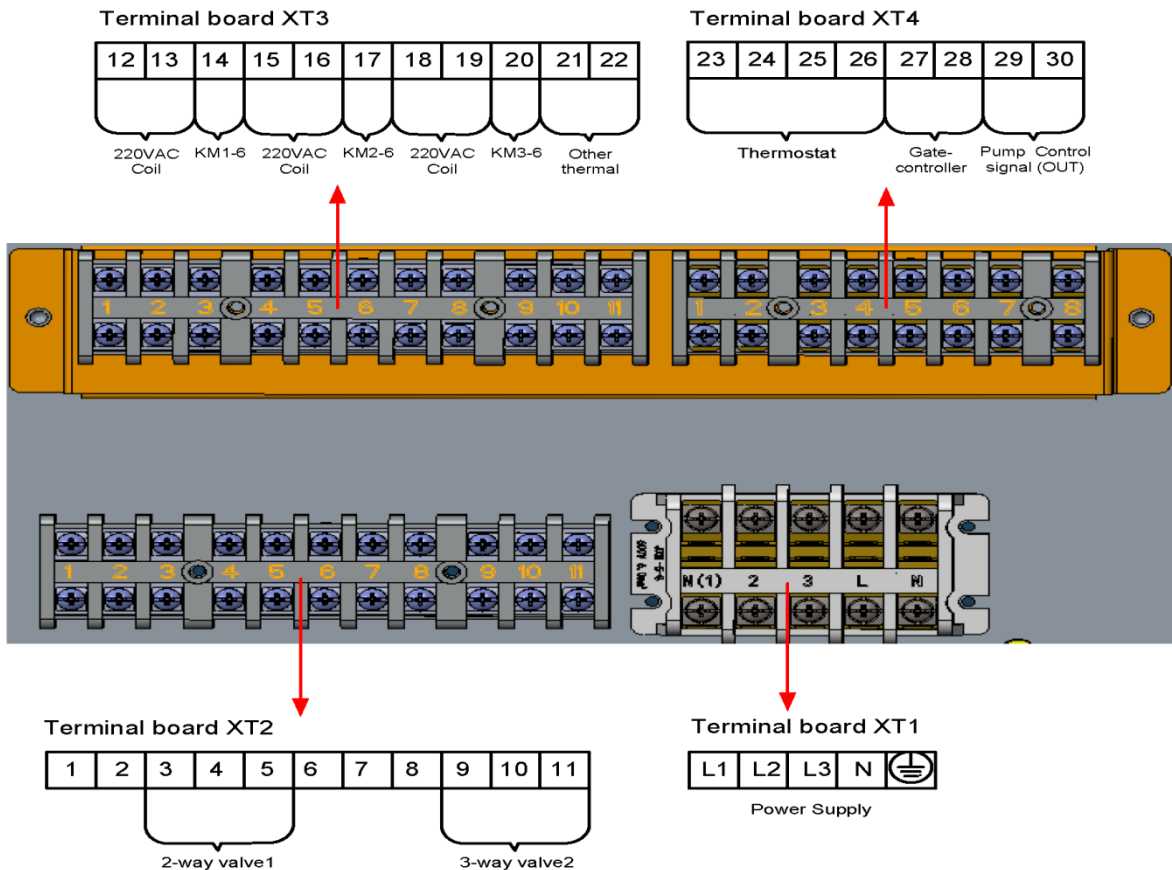 Terminal board XT3
Terminal board XT4
12 13 14 15 16 17 18 19 20 21 22
23 24 25 26 27 28 29 30
220VAC Coil
KM1-6
220VAC Coil
KM2-6
220VAC Coil
KM3-6
Other thermal
Thermostat
Gate-controller
Pump Control signal (OUT)
1 2 3 4 5 6 7 8 9 10 11
1 2 3 4 5 6 7 8
1 2 3 4 5 6 7 8 9 10 11
N(1) 2 3 L N
Terminal board XT2
Terminal board XT1
1 2 3 4 5 6 7 8 9 10 11
L1 L2 L3 N
Power Supply
2-way valve1
3-way valve2